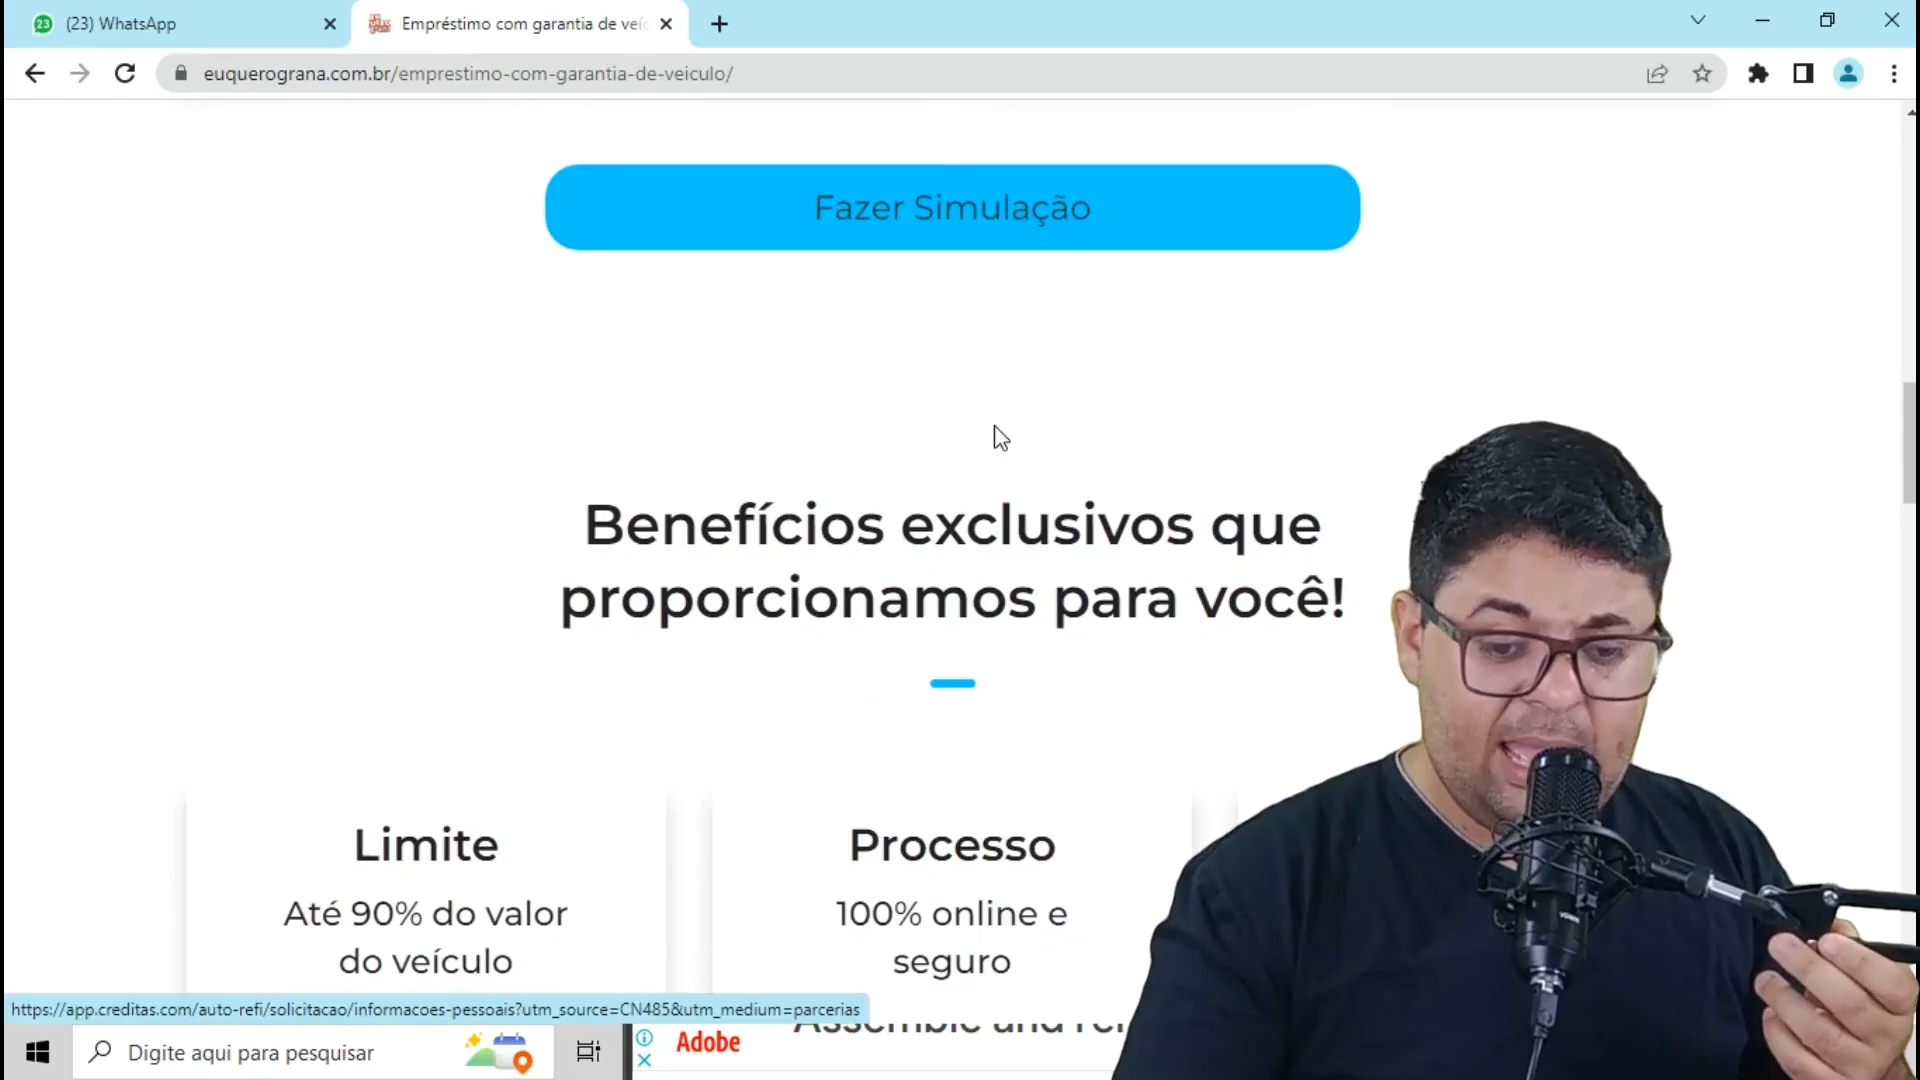 (23) WhatsApp
Empréstimo com garantia de veíc
euquerograna.com.br/emprestimo-com-garantia-de-veiculo/
Fazer Simulação
Benefícios exclusivos que
proporcionamos para você!
Limite
Até 90% do valor
do veículo
Processo
100% online e
seguro
https://app.creditas.com/auto-refi/solicitacao/informacoes-pessoais?utm_source=CN485&utm_medium=parcerias
Digite aqui para pesquisar
Adobe
Assemble and